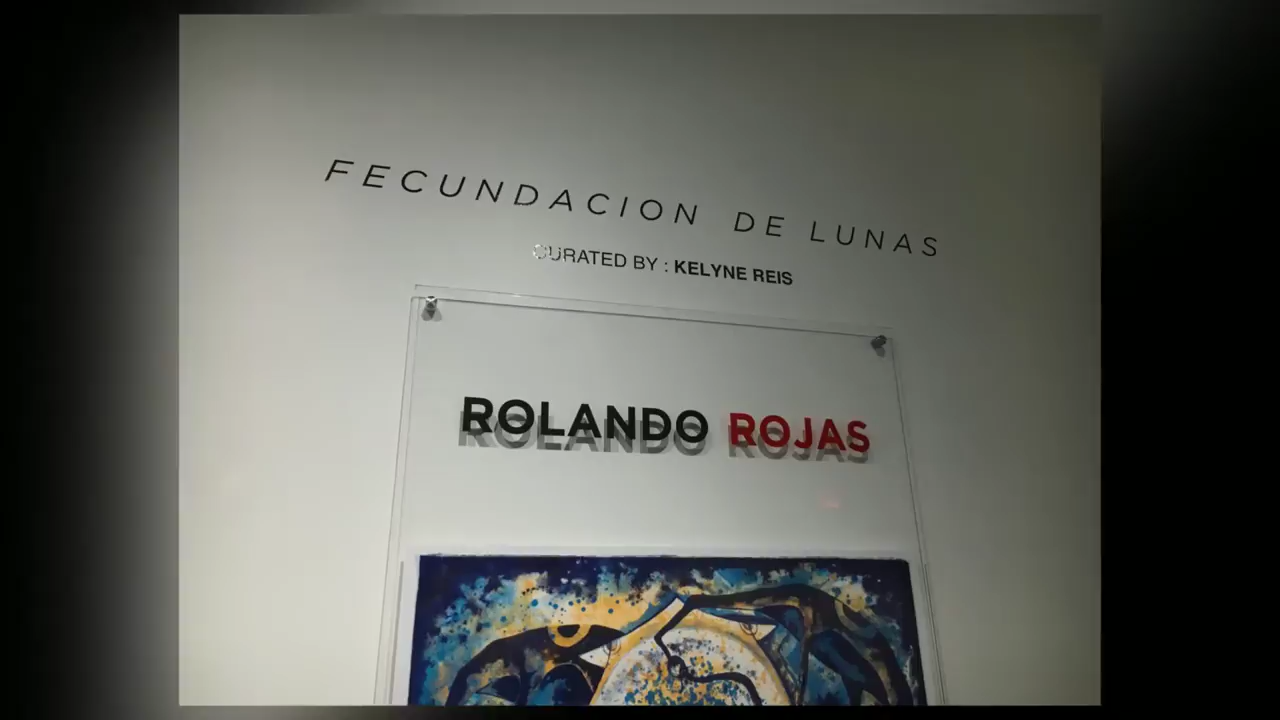 FECUNDACION DE LUNAS
CURATED BY : KELYNE REIS
ROLANDO ROJAS